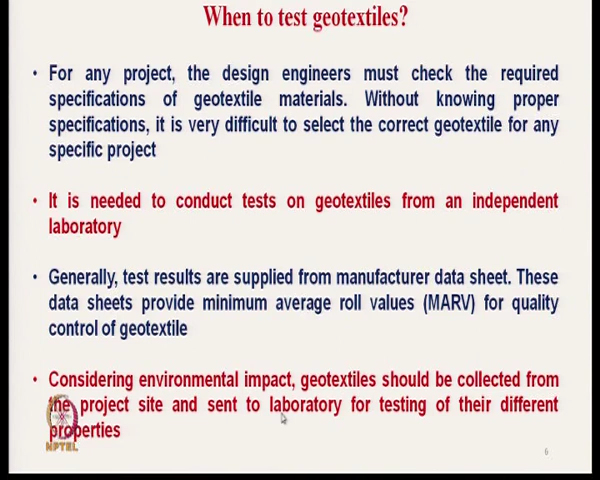 When to test geotextiles?
• For any project, the design engineers must check the required
specifications of geotextile materials. Without knowing proper
specifications, it is very difficult to select the correct geotextile for any
specific project
• It is needed to conduct tests on geotextiles from an independent
laboratory
• Generally, test results are supplied from manufacturer data sheet. These
data sheets provide minimum average roll values (MARV) for quality
control of geotextile
• Considering environmental impact, geotextiles should be collected from
the project site and sent to laboratory for testing of their different
properties
NPTEL
6